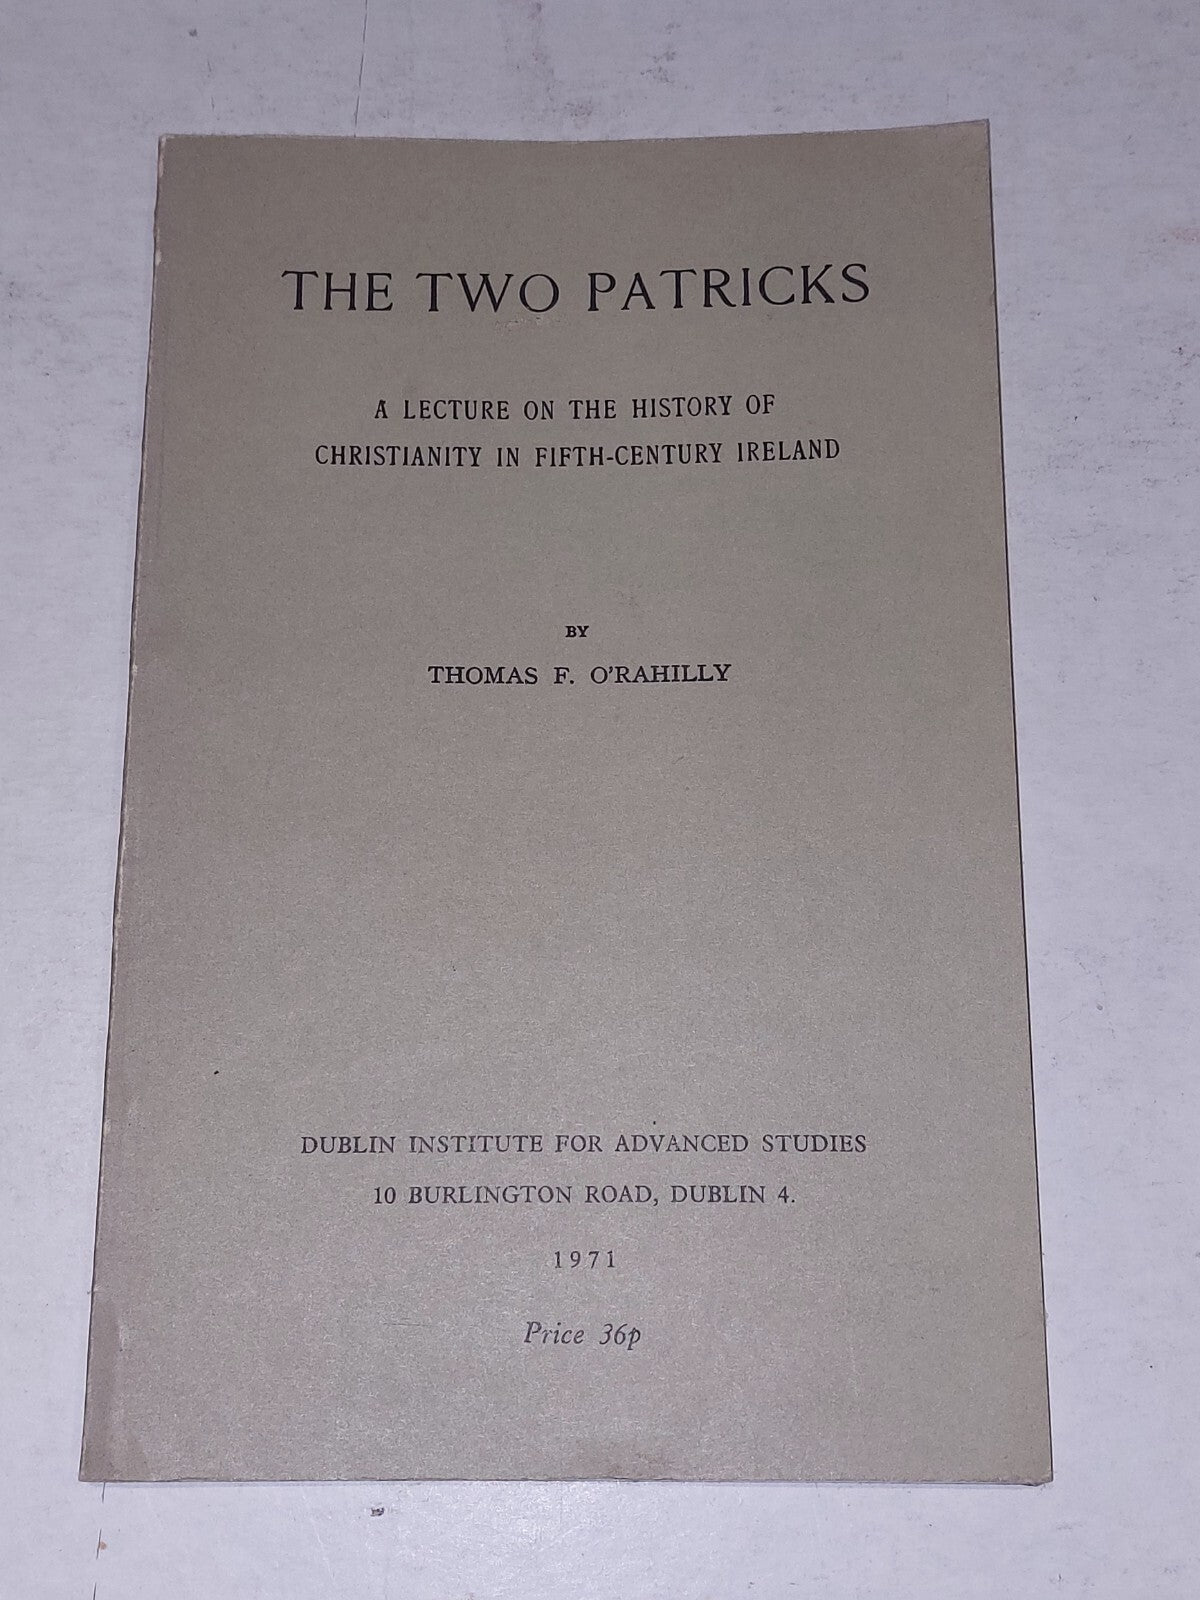 THE TWO PATRICKS
A LECTURE ON THE HISTORY OF
CHRISTIANITY IN FIFTH-CENTURY IRELAND
BY
THOMAS F. O'RAHILLY
DUBLIN INSTITUTE FOR ADVANCED STUDIES
10 BURLINGTON ROAD, DUBLIN 4.
1971
Price 36p